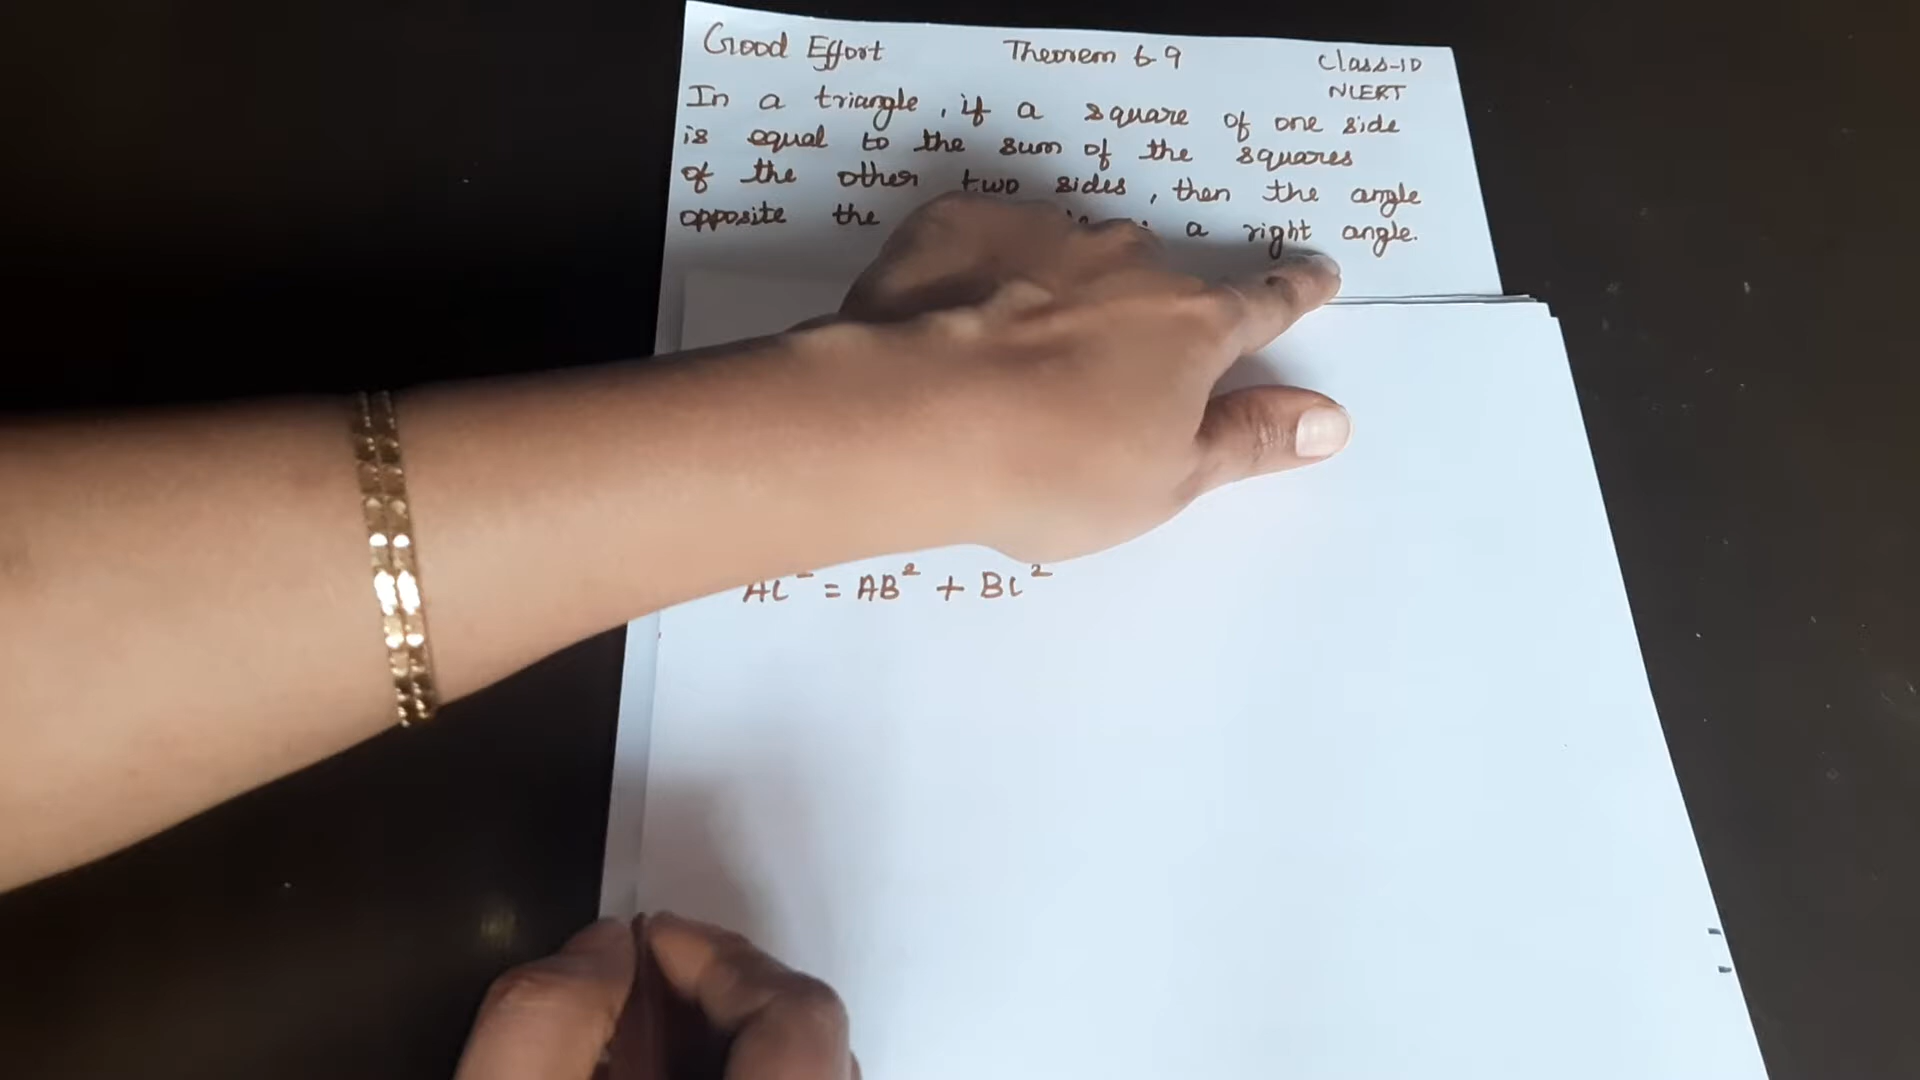 Good Effort Theorem 6.9 Class-10
NCERT
In a triangle, if a square of one side
is equal to the sum of the squares
of the other two sides, then the angle
opposite the a right angle.
AC² = AB² + BC²